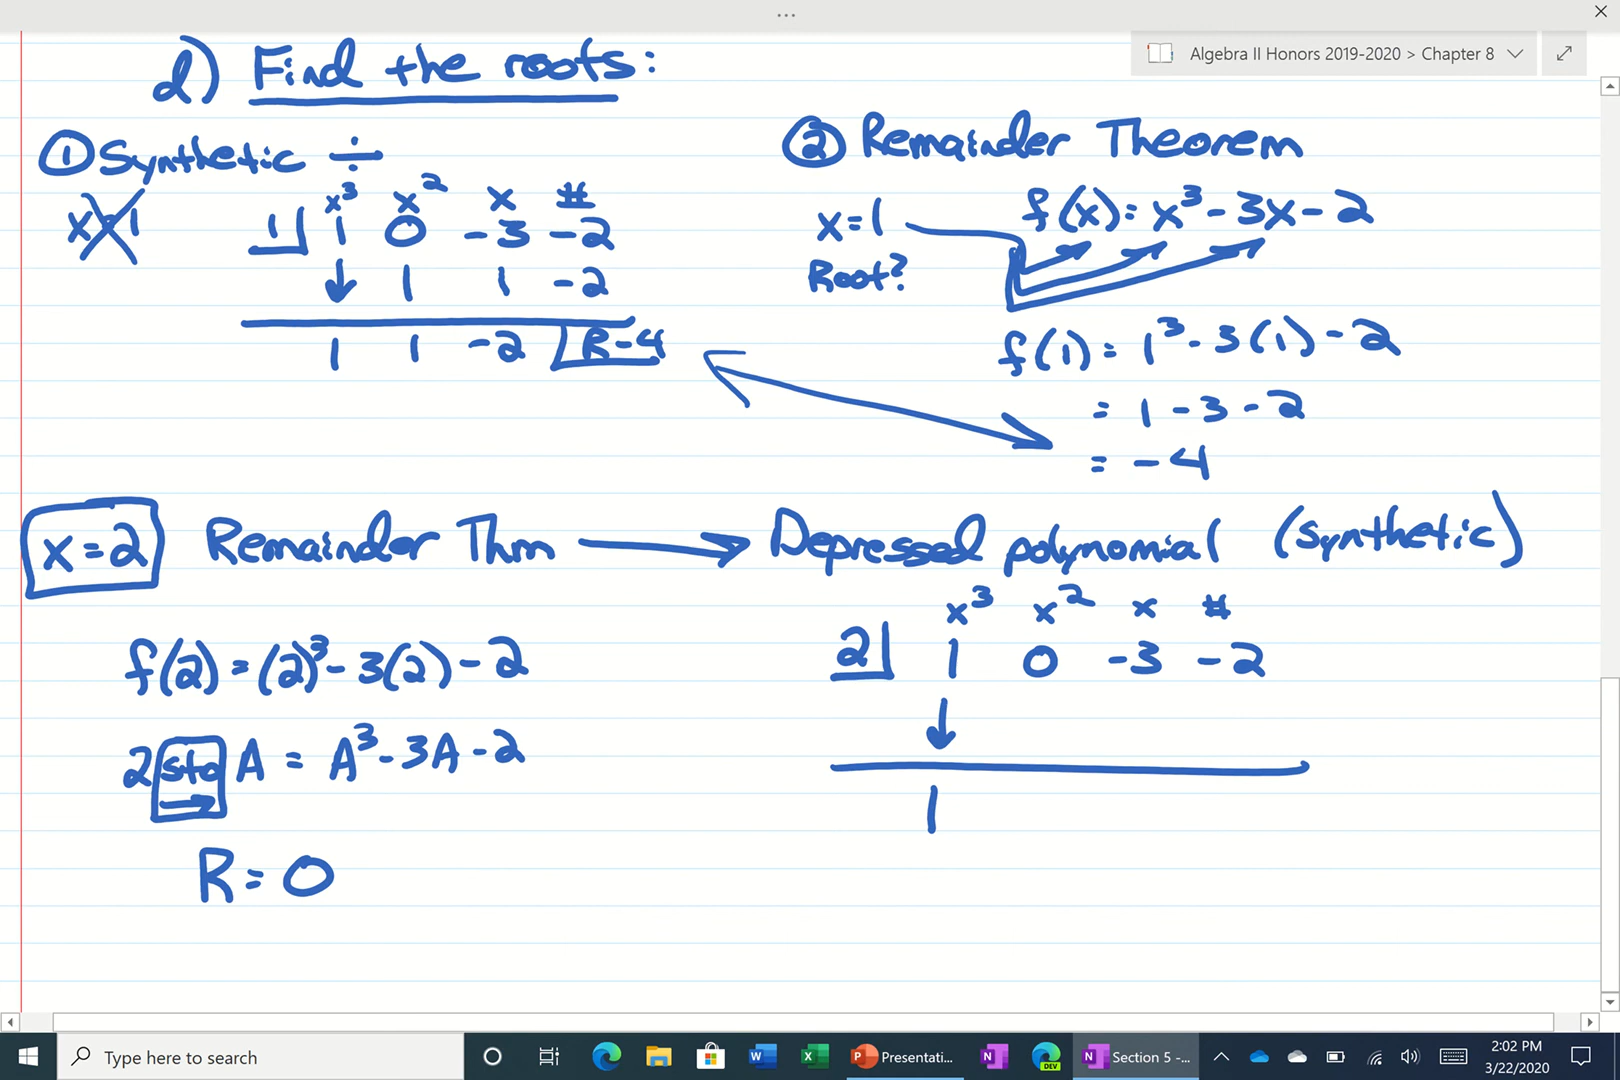 Algebra II Honors 2019-2020 > Chapter 8
d) Find the roots:
① Synthetic ÷
x=1
x³ x² x #
1 1 0 -3 -2
1 1 -2
1 1 -2 R-4
② Remainder Theorem
x=1
Root?
f(x)= x³-3x-2
f(1)= 1³-3(1)-2
= 1-3-2
= -4
x=2 Remainder Thm → Depressed polynomial (synthetic)
f(2)=(2)³-3(2)-2
2 sto A = A³-3A-2
R=0
x³ x² x #
2 1 0 -3 -2
1
Type here to search
Presentati...
DEV
Section 5 -...
2:02 PM
3/22/2020